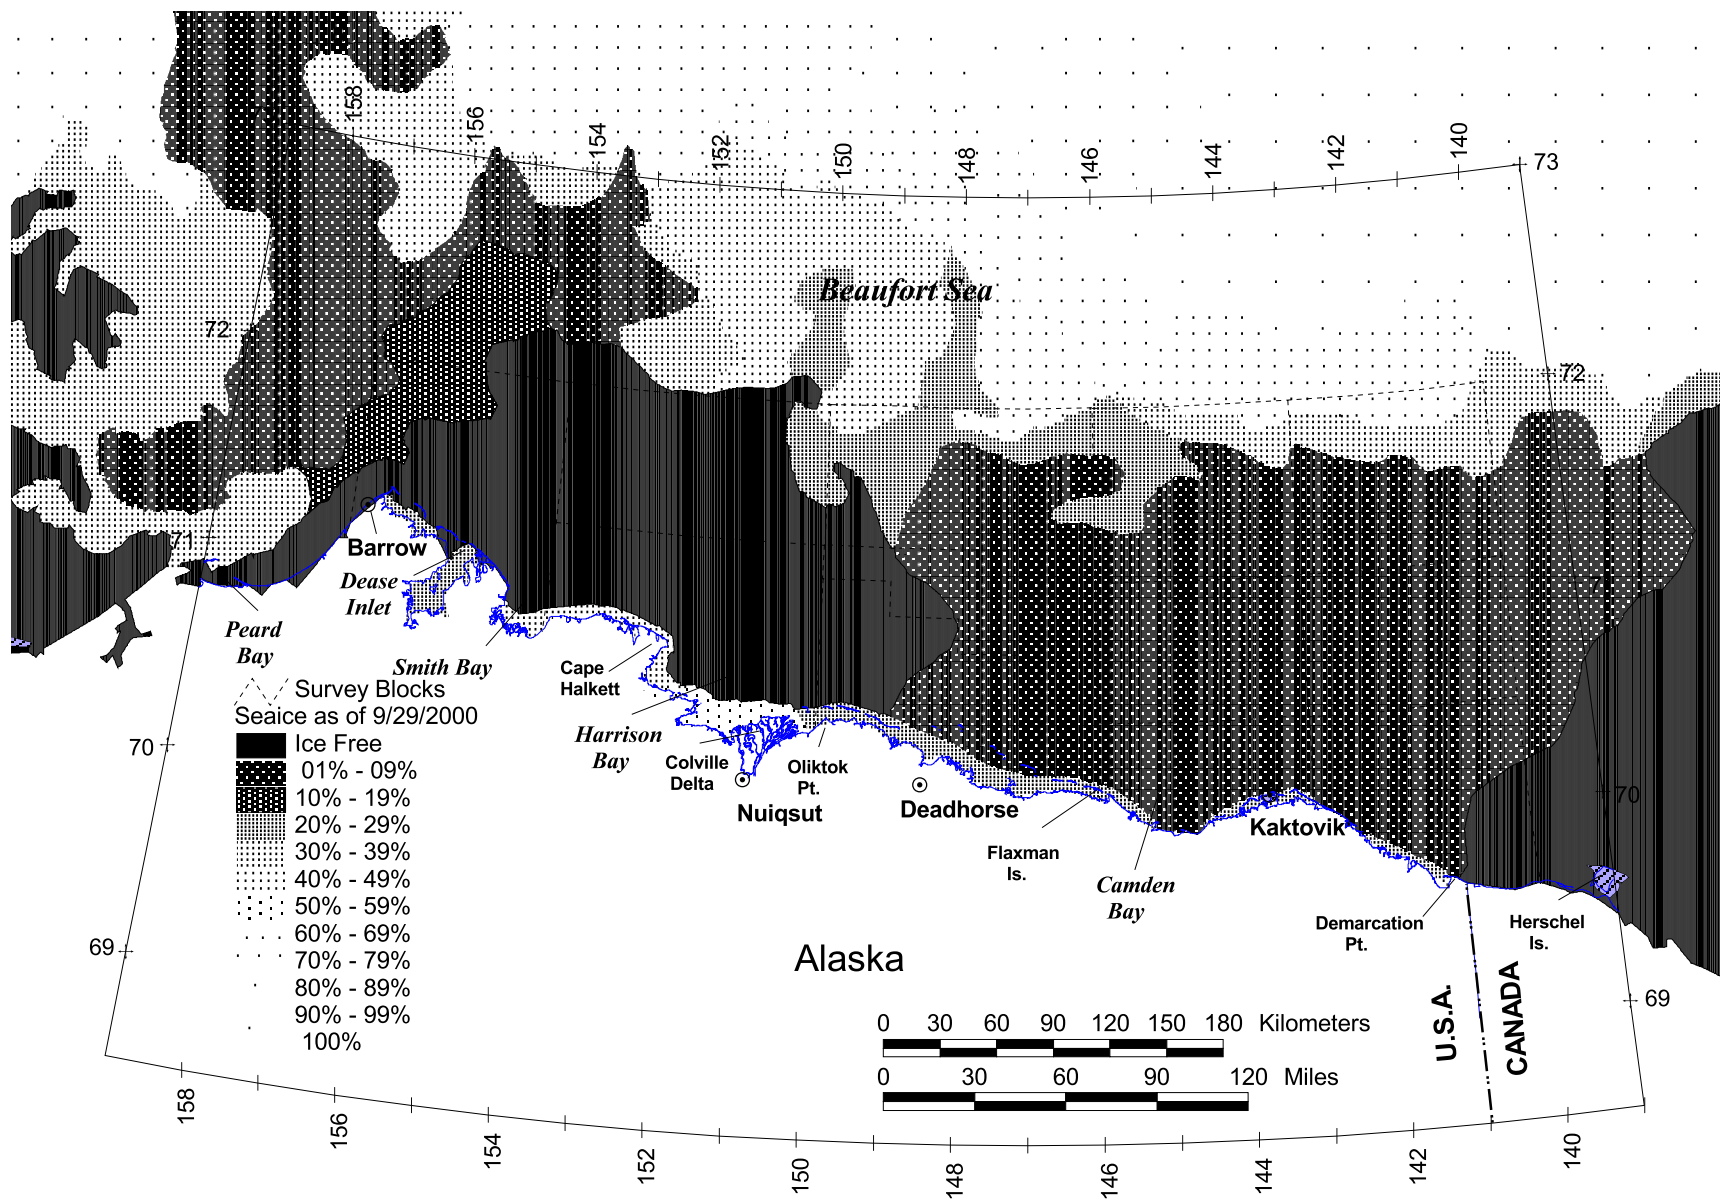 158
156
154
152
150
148
146
144
142
140
73
Beaufort Sea
72
72
71
Barrow
Dease
Inlet
Peard
Bay
Smith Bay
Cape
Halkett
Harrison
Bay
Colville
Delta
Oliktok
Pt.
Nuiqsut
Deadhorse
Kaktovik
Flaxman
Is.
Camden
Bay
Demarcation
Pt.
Herschel
Is.
70
70
69
69
Survey Blocks
Seaice as of 9/29/2000
Ice Free
01% - 09%
10% - 19%
20% - 29%
30% - 39%
40% - 49%
50% - 59%
60% - 69%
70% - 79%
80% - 89%
90% - 99%
100%
Alaska
U.S.A.
CANADA
0 30 60 90 120 150 180 Kilometers
0 30 60 90 120 Miles
158
156
154
152
150
148
146
144
142
140